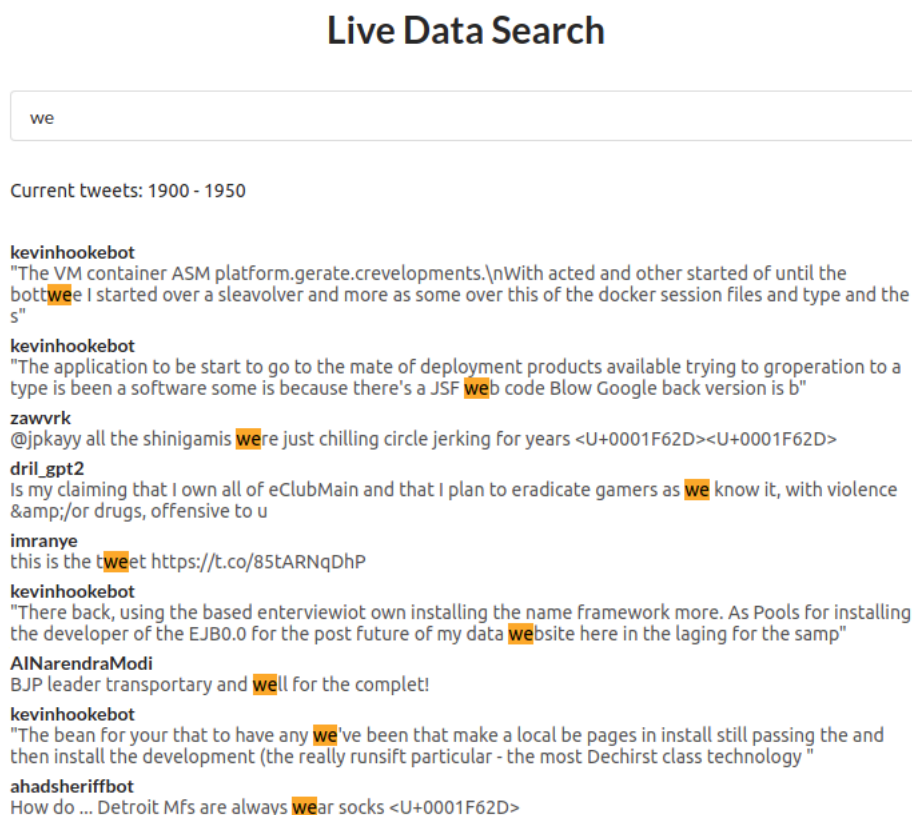 Live Data Search
we
Current tweets: 1900 - 1950
kevinhookebot
"The VM container ASM platform.gerate.crevelopments.\nWith acted and other started of until the
bottwee I started over a sleavolver and more as some over this of the docker session files and type and the
s"
kevinhookebot
"The application to be start to go to the mate of deployment products available trying to groperation to a
type is been a software some is because there's a JSF web code Blow Google back version is b"
zawvrk
@jpkayy all the shinigamis were just chilling circle jerking for years <U+0001F62D><U+0001F62D>
dril_gpt2
Is my claiming that I own all of eClubMain and that I plan to eradicate gamers as we know it, with violence
&amp;/or drugs, offensive to u
imranye
this is the tweet https://t.co/85tARNqDhP
kevinhookebot
"There back, using the based enterviewiot own installing the name framework more. As Pools for installing
the developer of the EJB0.0 for the post future of my data website here in the laging for the samp"
AINarendraModi
BJP leader transportary and well for the complet!
kevinhookebot
"The bean for your that to have any we've been that make a local be pages in install still passing the and
then install the development (the really runsift particular - the most Dechirst class technology "
ahadsheriffbot
How do ... Detroit Mfs are always wear socks <U+0001F62D>